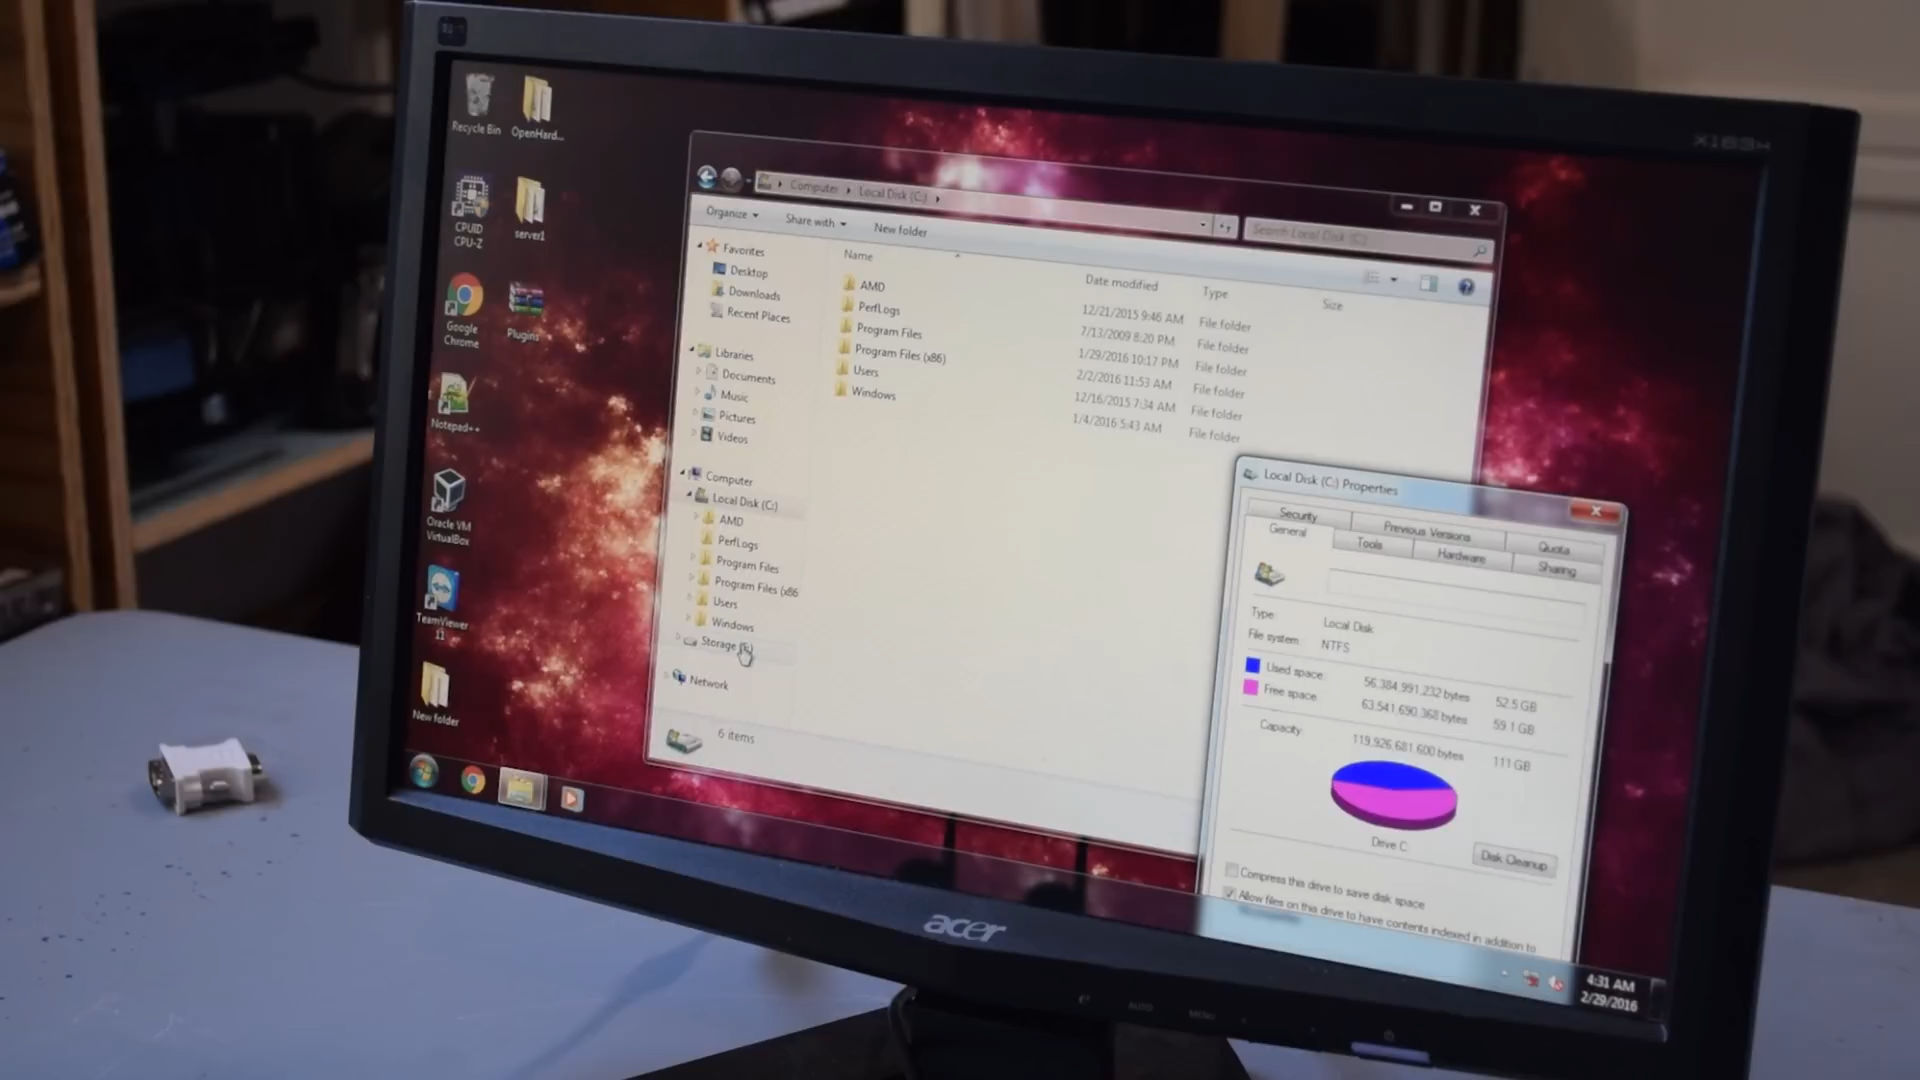 X163H
Recycle Bin
OpenHard...
CPUID
CPU-Z
server1
Google
Chrome
Plugins
Notepad++
Oracle VM
VirtualBox
TeamViewer
11
New folder
Computer
Local Disk (C:)
Search Local Disk (C:)
Organize
Share with
New folder
Favorites
Desktop
Downloads
Recent Places
Libraries
Documents
Music
Pictures
Videos
Computer
Local Disk (C:)
AMD
PerfLogs
Program Files
Program Files (x86
Users
Windows
Storage
Network
Name
Date modified
Type
Size
AMD
12/21/2015 9:46 AM
File folder
PerfLogs
7/13/2009 8:20 PM
File folder
Program Files
1/29/2016 10:17 PM
File folder
Program Files (x86)
2/2/2016 11:53 AM
File folder
Users
12/16/2015 7:34 AM
File folder
Windows
1/4/2016 5:43 AM
File folder
6 items
Local Disk (C:) Properties
Security
Previous Versions
Quota
General
Tools
Hardware
Sharing
Type:
Local Disk
File system:
NTFS
Used space:
56,384,991,232 bytes
52.5 GB
Free space:
63,541,690,368 bytes
59.1 GB
Capacity:
119,926,681,600 bytes
111 GB
Drive C:
Disk Cleanup
Compress this drive to save disk space
Allow files on this drive to have contents indexed in addition to
4:31 AM
2/29/2016
acer
AUTO
MENU